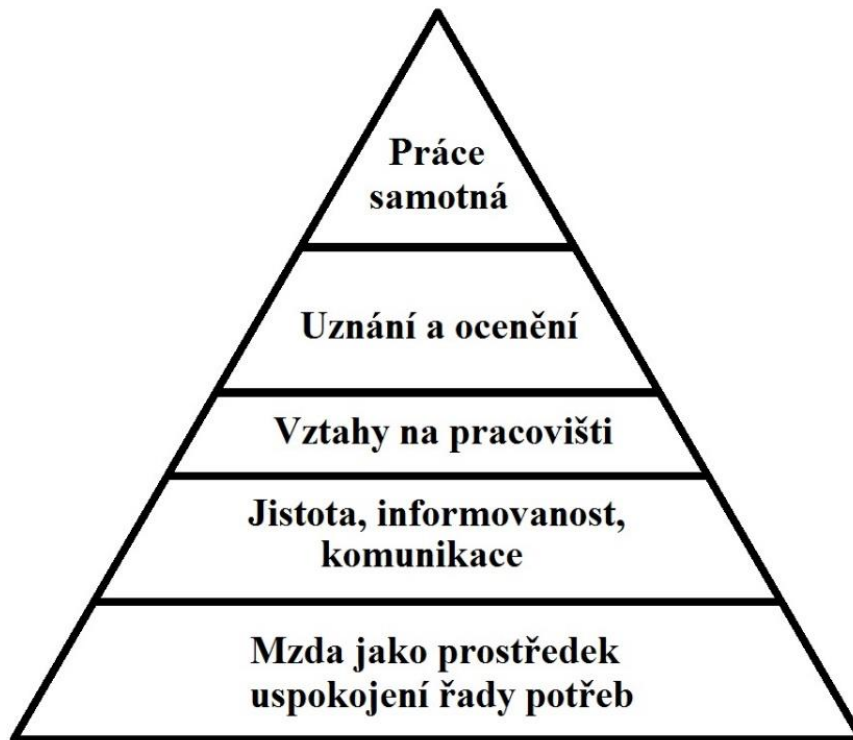 Práce
samotná
Uznání a ocenění
Vztahy na pracovišti
Jistota, informovanost,
komunikace
Mzda jako prostředek
uspokojení řady potřeb